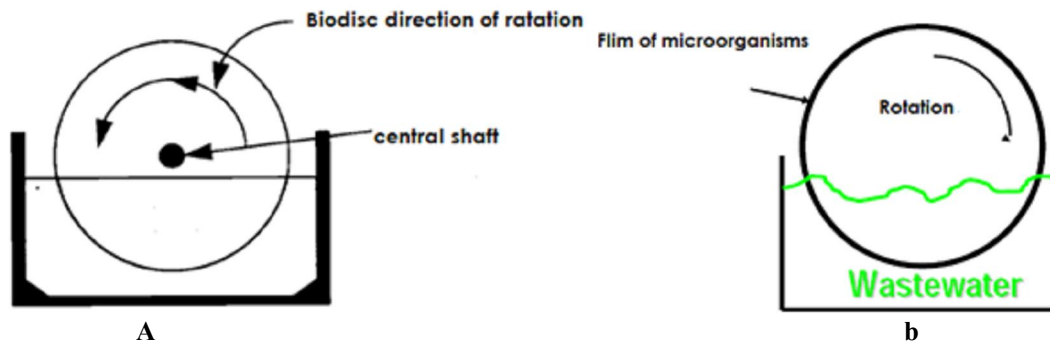 Biodisc direction of ratation
central shaft
A
Flim of microorganisms
Rotation
Wastewater
b